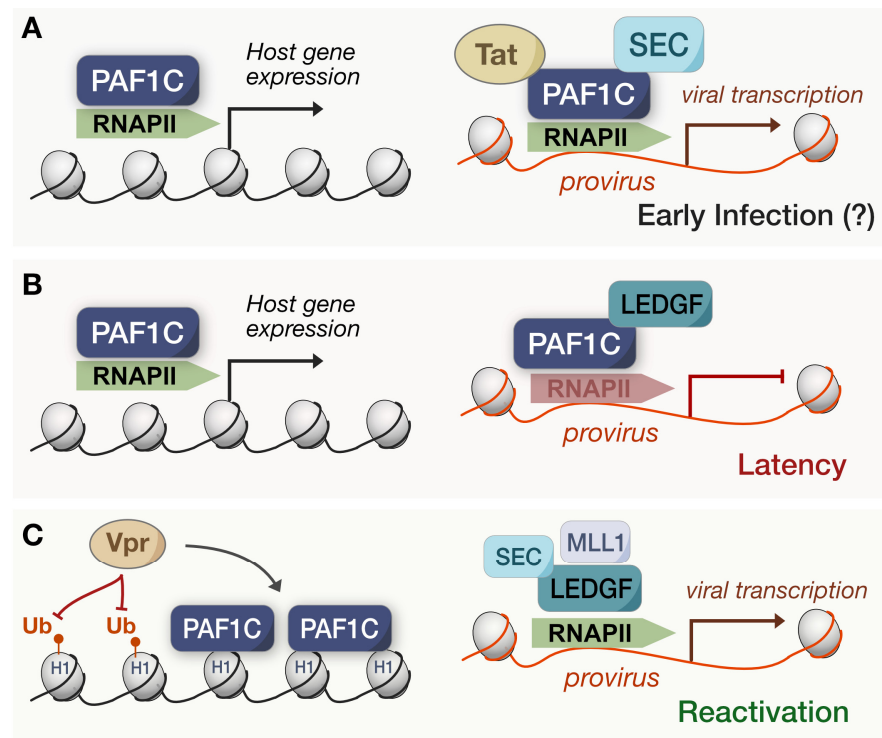 A
Host gene
expression
PAF1C
RNAPII
Tat
SEC
PAF1C
RNAPII
viral transcription
provirus
Early Infection (?)
B
Host gene
expression
PAF1C
RNAPII
LEDGF
PAF1C
RNAPII
provirus
Latency
C
Vpr
Ub
Ub
PAF1C
PAF1C
H1
H1
H1
H1
H1
SEC
MLL1
LEDGF
RNAPII
viral transcription
provirus
Reactivation